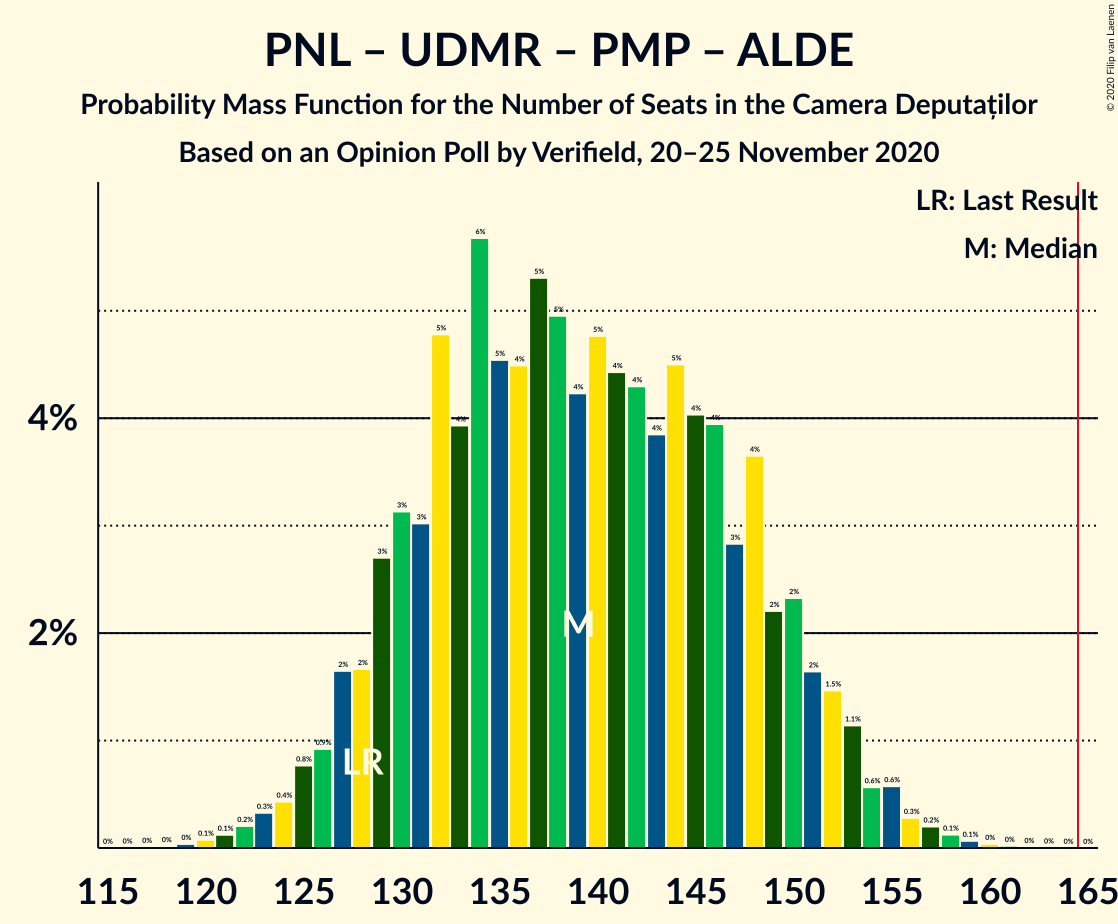 PNL – UDMR – PMP – ALDE
Probability Mass Function for the Number of Seats in the Camera Deputaților
Based on an Opinion Poll by Verifield, 20–25 November 2020
© 2020 Filip van Laenen
LR: Last Result
M: Median
4%
2%
0% 0% 0% 0% 0% 0.1% 0.1% 0.2% 0.3% 0.4% 0.8% 0.9% 2% 2% 3% 3% 3% 5% 4% 6% 5% 4% 5% 5% 4% 5% 4% 4% 4% 5% 4% 4% 3% 4% 2% 2% 2% 1.5% 1.1% 0.6% 0.6% 0.3% 0.2% 0.1% 0.1% 0% 0% 0% 0% 0% 0%
M
LR
115 120 125 130 135 140 145 150 155 160 165